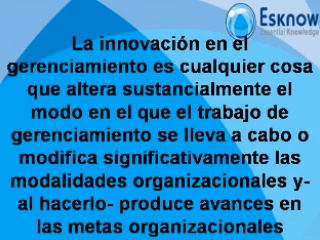 Esknow
Essential Knowledge
La innovación en el
gerenciamiento es cualquier cosa
que altera sustancialmente el
modo en el que el trabajo de
gerenciamiento se lleva a cabo o
modifica significativamente las
modalidades organizacionales y-
al hacerlo- produce avances en
las metas organizacionales